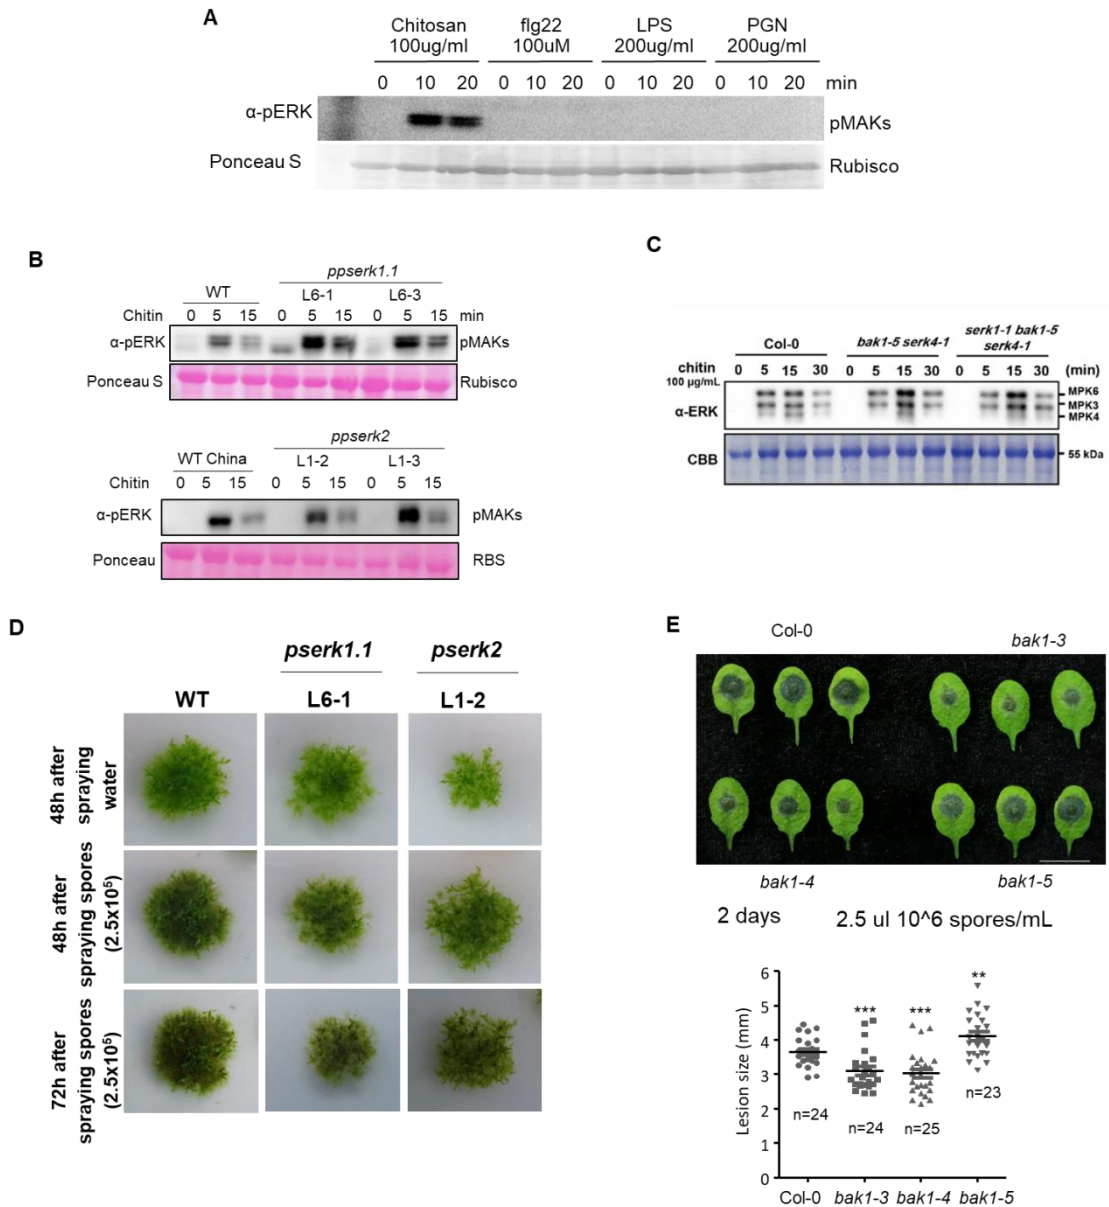 A
Chitosan
100ug/ml
flg22
100uM
LPS
200ug/ml
PGN
200ug/ml
0 10 20 0 10 20 0 10 20 0 10 20 min
α-pERK
pMAKs
Ponceau S
Rubisco
B
ppserk1.1
WT L6-1 L6-3
Chitin 0 5 15 0 5 15 0 5 15 min
α-pERK
pMAKs
Ponceau S
Rubisco
ppserk2
WT China L1-2 L1-3
Chitin 0 5 15 0 5 15 0 5 15
α-pERK
pMAKs
Ponceau
RBS
C
Col-0
bak1-5 serk4-1
serk1-1 bak1-5
serk4-1
chitin
100 µg/mL
0 5 15 30 0 5 15 30 0 5 15 30 (min)
α-ERK
MPK6
MPK3
MPK4
CBB
55 kDa
D
pserk1.1
pserk2
WT
L6-1
L1-2
48h after
spraying
water
48h after
spraying spores
(2.5x10⁵)
72h after
spraying spores
(2.5x10⁵)
E
Col-0
bak1-3
bak1-4
bak1-5
2 days
2.5 ul 10^6 spores/mL
Lesion size (mm)
6
5
4
3
2
1
0
***
***
**
n=24
n=24
n=25
n=23
Col-0 bak1-3 bak1-4 bak1-5